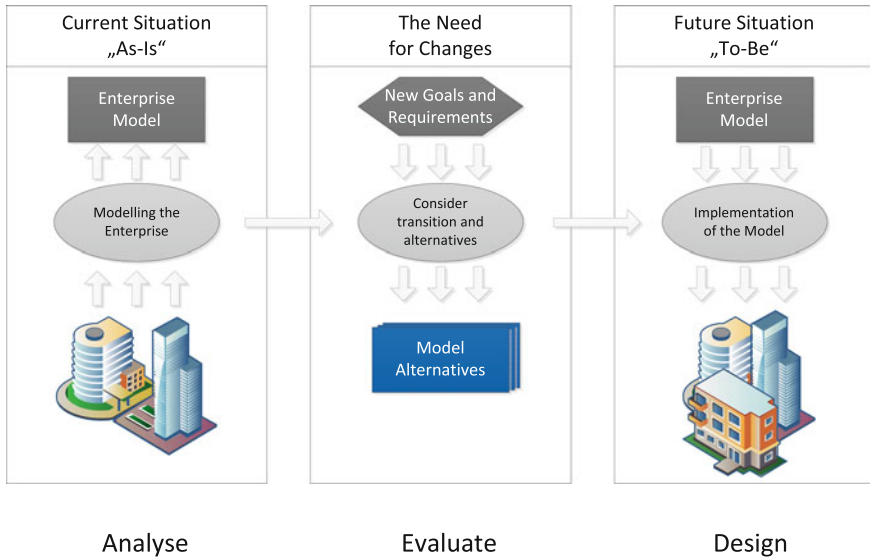 Current Situation
„As-Is“
Enterprise
Model
Modelling the
Enterprise
Analyse
The Need
for Changes
New Goals and
Requirements
Consider
transition and
alternatives
Model
Alternatives
Evaluate
Future Situation
„To-Be“
Enterprise
Model
Implementation
of the Model
Design